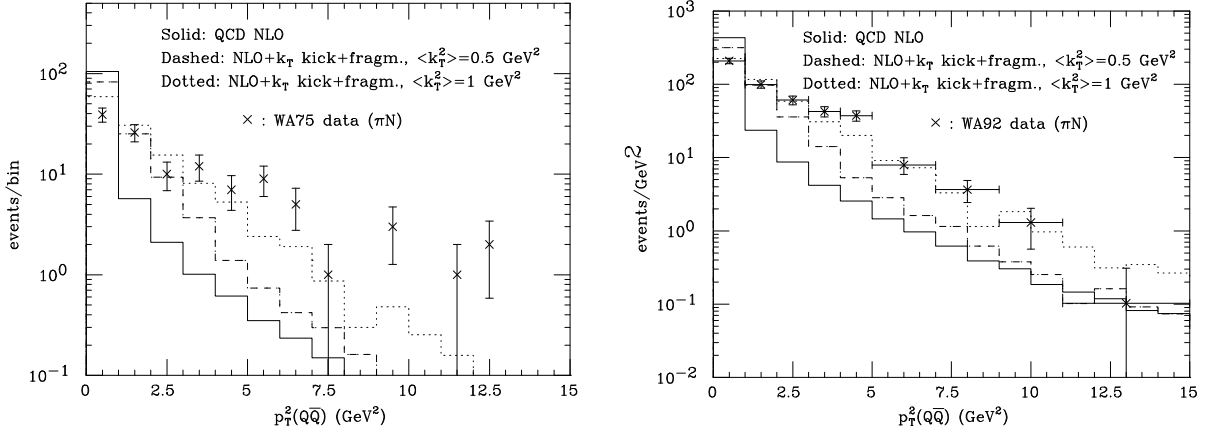 Solid: QCD NLO
Dashed: NLO+k_T kick+fragm., <k_T^2>=0.5 GeV^2
Dotted: NLO+k_T kick+fragm., <k_T^2>=1 GeV^2
× : WA75 data (πN)
events/bin
10^2
10^1
10^0
10^-1
0 2.5 5 7.5 10 12.5 15
p_T^2(QQ̅) (GeV^2)
Solid: QCD NLO
Dashed: NLO+k_T kick+fragm., <k_T^2>=0.5 GeV^2
Dotted: NLO+k_T kick+fragm., <k_T^2>=1 GeV^2
× : WA92 data (πN)
events/GeV^2
10^3
10^2
10^1
10^0
10^-1
10^-2
0 2.5 5 7.5 10 12.5 15
p_T^2(QQ̅) (GeV^2)